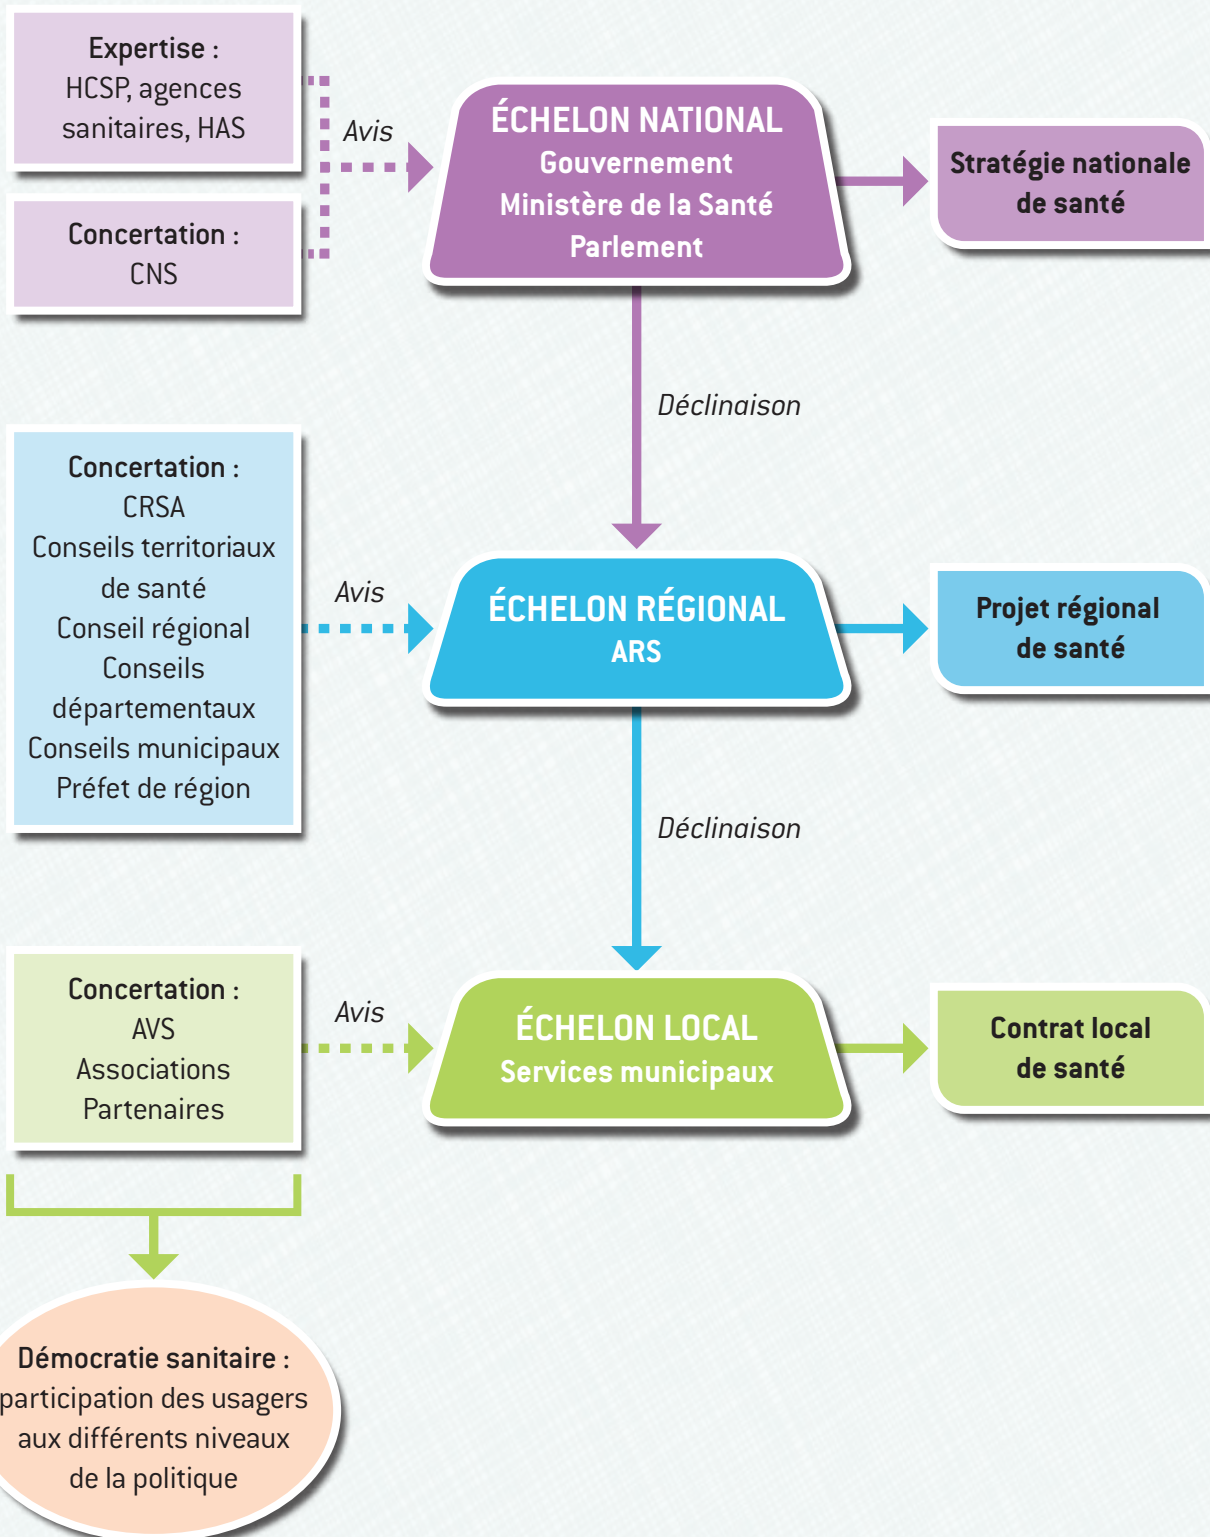 Expertise :
HCSP, agences
sanitaires, HAS
Avis
ÉCHELON NATIONAL
Gouvernement
Ministère de la Santé
Parlement
Stratégie nationale
de santé
Concertation :
CNS
Déclinaison
Concertation :
CRSA
Conseils territoriaux
de santé
Conseil régional
Conseils
départementaux
Conseils municipaux
Préfet de région
Avis
ÉCHELON RÉGIONAL
ARS
Projet régional
de santé
Déclinaison
Concertation :
AVS
Associations
Partenaires
Avis
ÉCHELON LOCAL
Services municipaux
Contrat local
de santé
Démocratie sanitaire :
participation des usagers
aux différents niveaux
de la politique